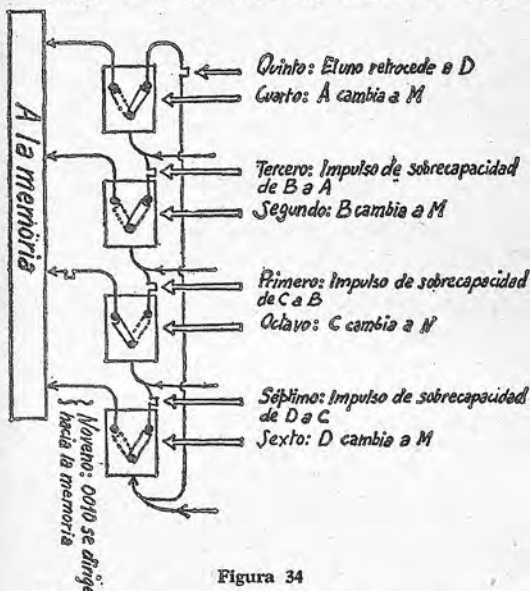 A la memoria
Quinto: El uno retrocede a D
Cuarto: A cambia a M
Tercero: Impulso de sobrecapacidad
de B a A
Segundo: B cambia a M
Primero: Impulso de sobrecapacidad
de C a B
Octavo: C cambia a N
Séptimo: Impulso de sobrecapacidad
de D a C
Sexto: D cambia a M
Noveno: 0010 se dirige
hacia la memoria
Figura 34